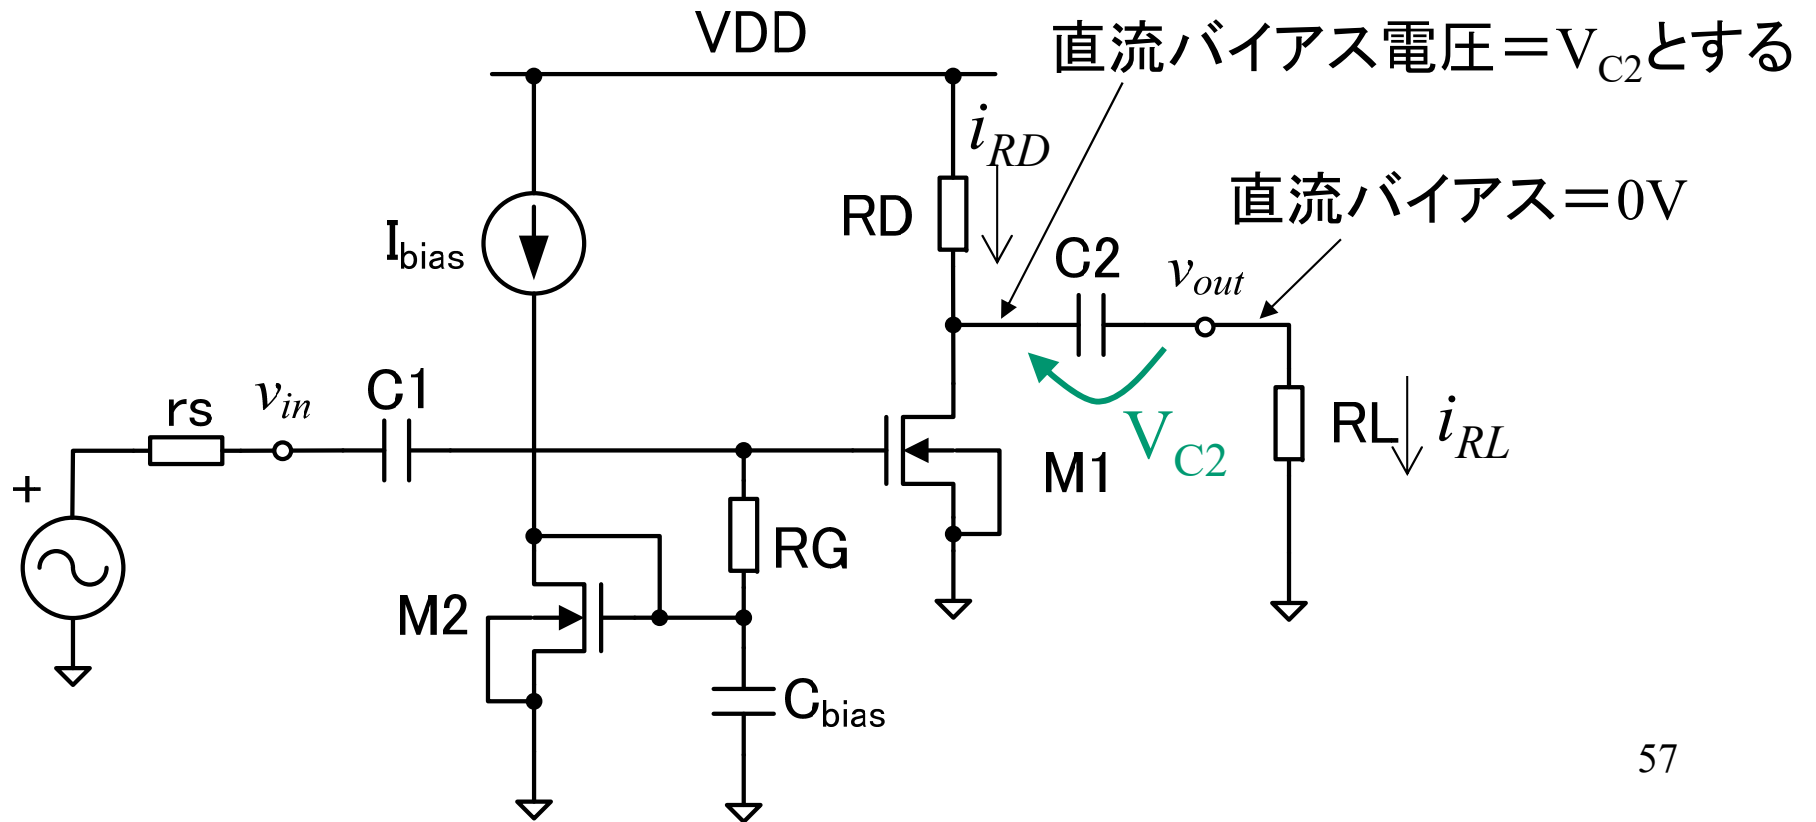 VDD
直流バイアス電圧＝VC2とする
iRD
RD
直流バイアス＝0V
Ibias
C2
vout
rs
vin
C1
+
VC2
RL
iRL
M1
RG
M2
Cbias
57